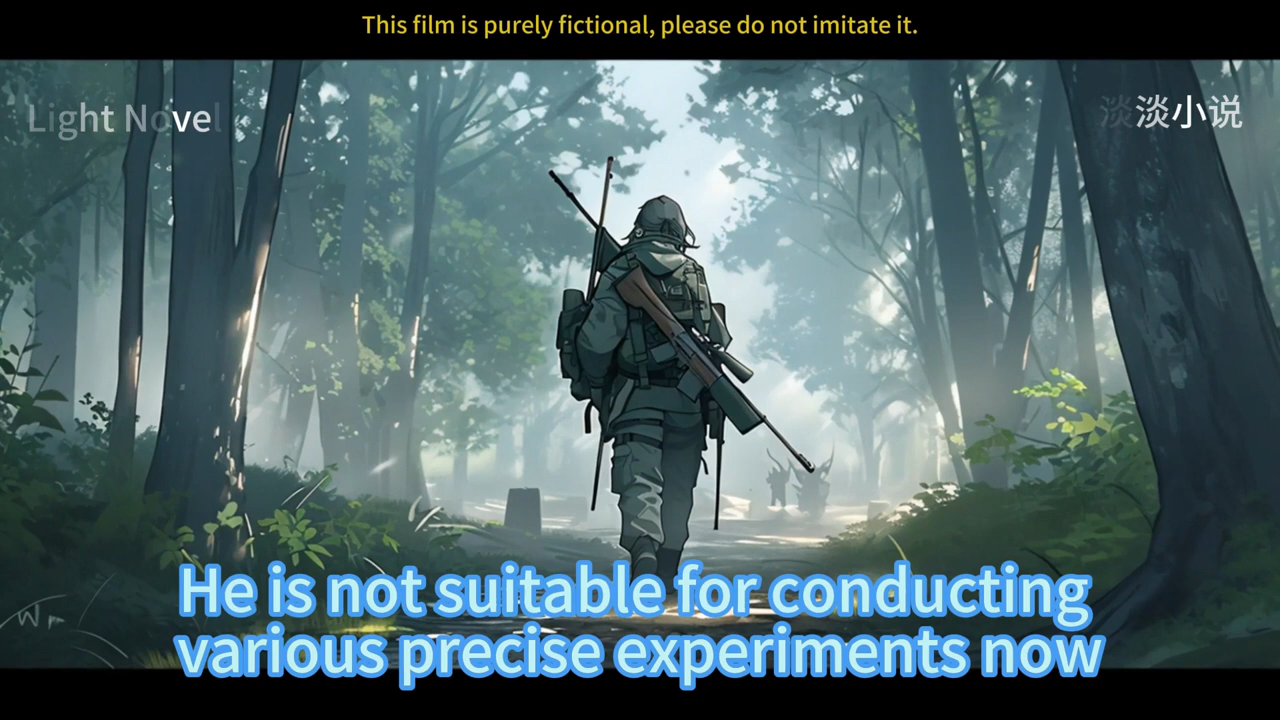 This film is purely fictional, please do not imitate it.
Light Novel
淡淡小说
He is not suitable for conducting
various precise experiments now